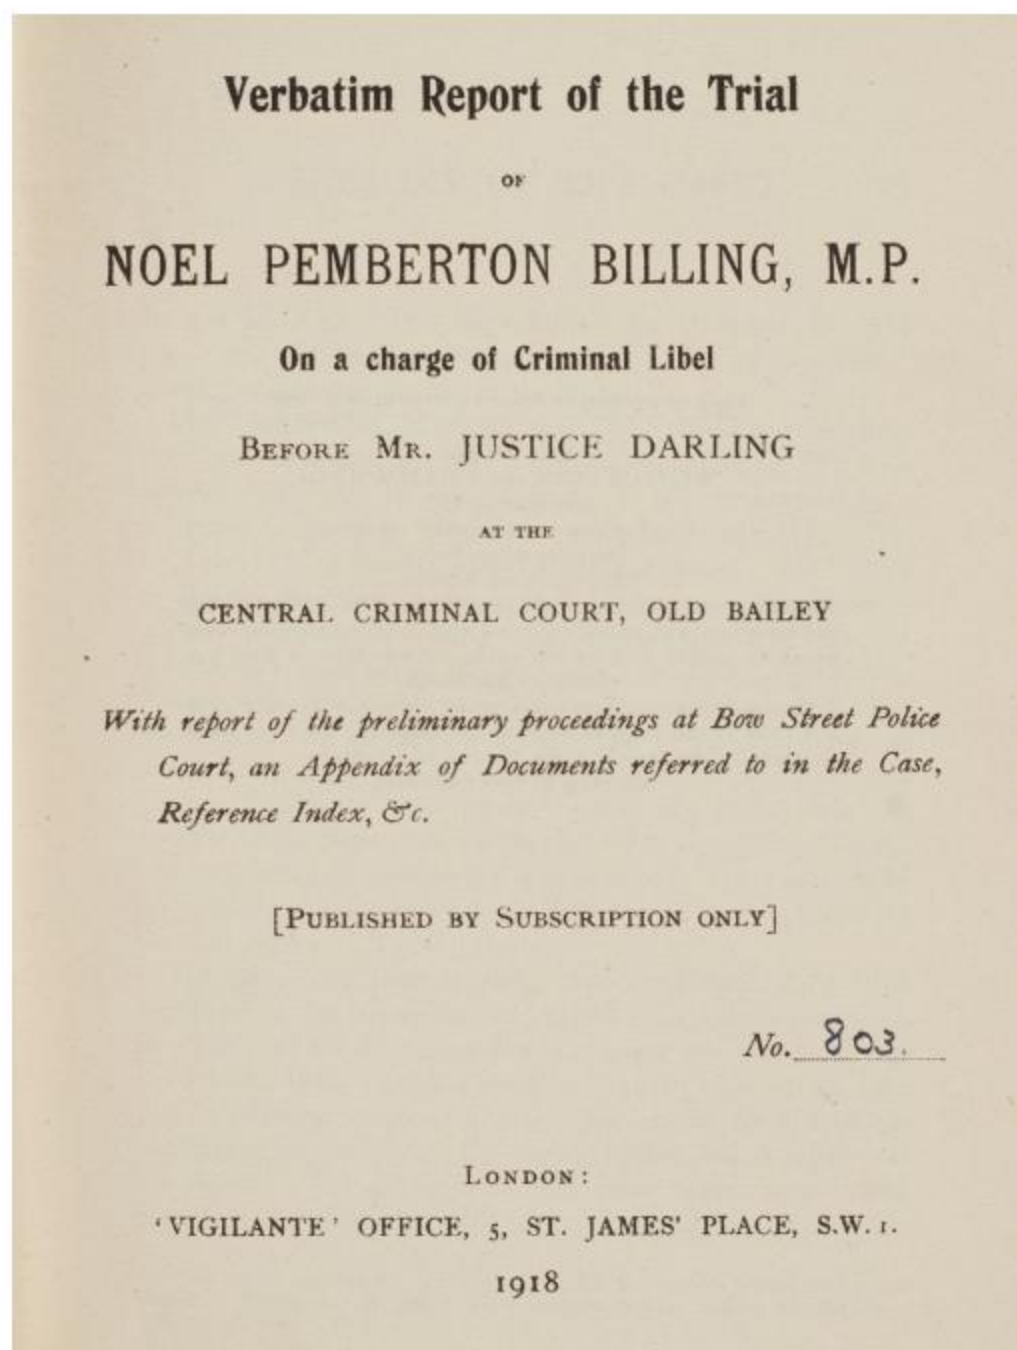 Verbatim Report of the Trial
OF
NOEL PEMBERTON BILLING, M.P.
On a charge of Criminal Libel
BEFORE MR. JUSTICE DARLING
AT THE
CENTRAL CRIMINAL COURT, OLD BAILEY
With report of the preliminary proceedings at Bow Street Police
Court, an Appendix of Documents referred to in the Case,
Reference Index, &c.
[PUBLISHED BY SUBSCRIPTION ONLY]
No. 803.
LONDON:
'VIGILANTE' OFFICE, 5, ST. JAMES' PLACE, S.W. 1.
1918